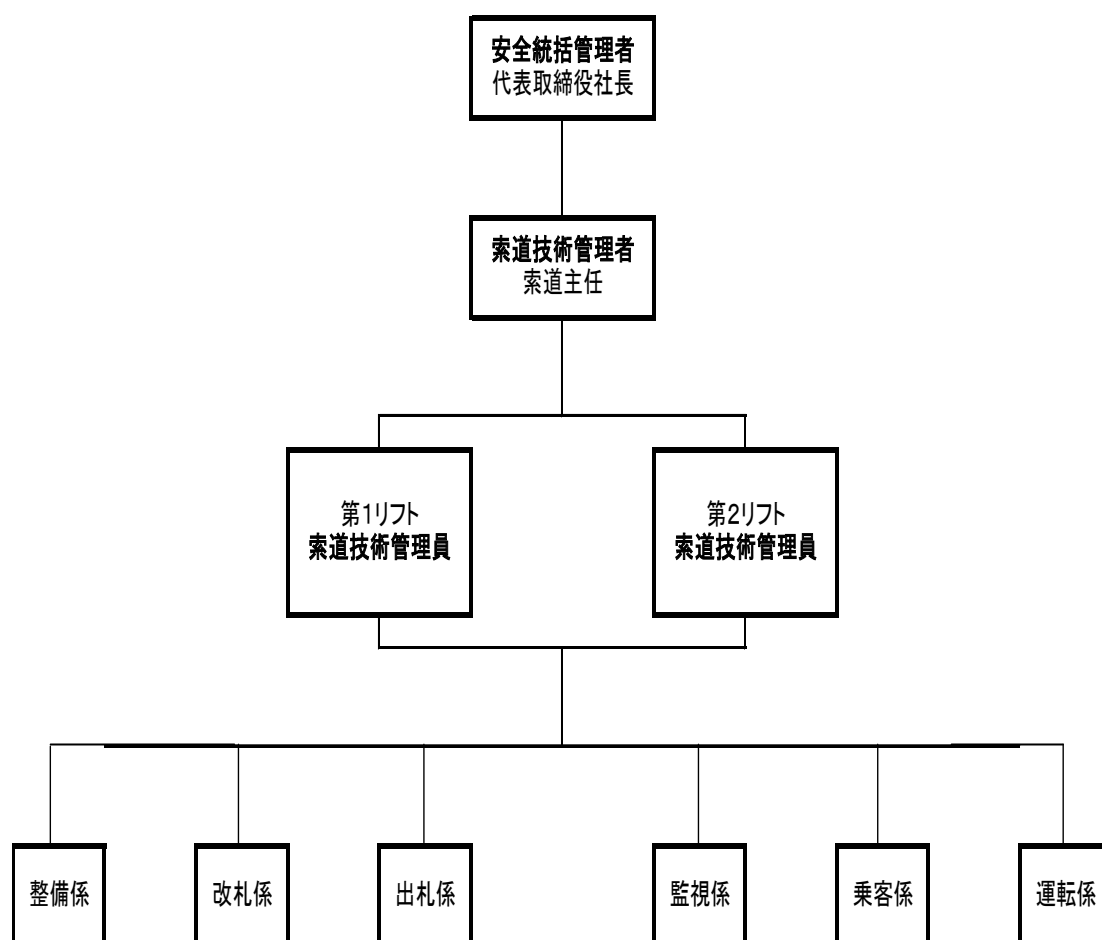 安全統括管理者
代表取締役社長
索道技術管理者
索道主任
第1リフト
索道技術管理員
第2リフト
索道技術管理員
整備係
改札係
出札係
監視係
乗客係
運転係